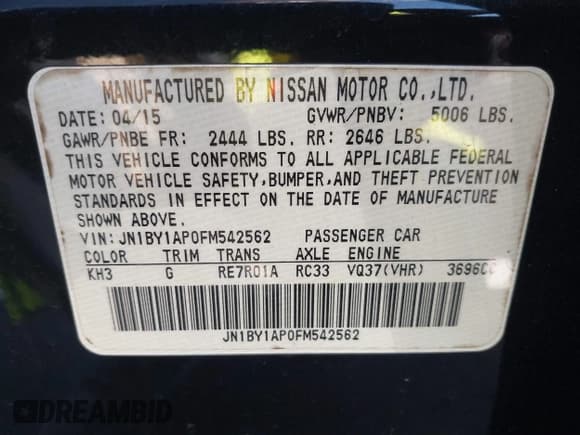 MANUFACTURED BY NISSAN MOTOR CO.,LTD.
DATE: 04/15 GVWR/PNBV: 5006 LBS.
GAWR/PNBE FR: 2444 LBS. RR: 2646 LBS.
THIS VEHICLE CONFORMS TO ALL APPLICABLE FEDERAL
MOTOR VEHICLE SAFETY,BUMPER,AND THEFT PREVENTION
STANDARDS IN EFFECT ON THE DATE OF MANUFACTURE
SHOWN ABOVE.
VIN: JN1BY1AP0FM542562 PASSENGER CAR
COLOR TRIM TRANS AXLE ENGINE
KH3 G RE7R01A RC33 VQ37(VHR) 3696CC
JN1BY1AP0FM542562
DREAMBID